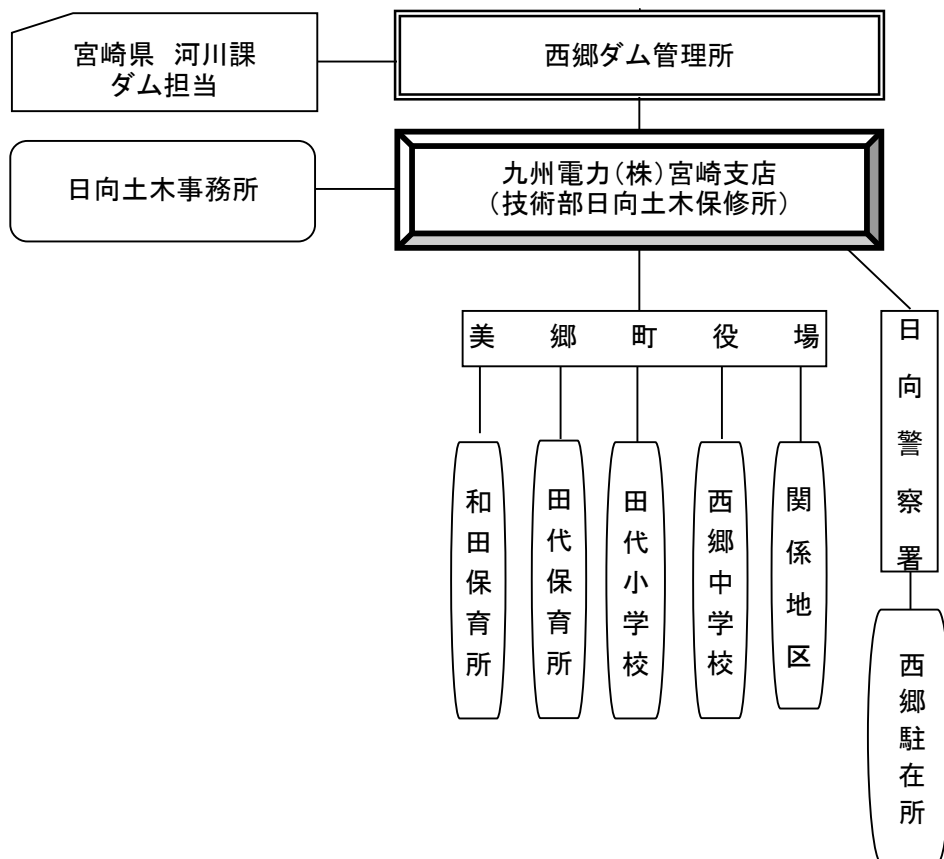 宮崎県 河川課
ダム担当
西郷ダム管理所
日向土木事務所
九州電力(株)宮崎支店
(技術部日向土木保修所)
美郷町役場
日向警察署
和田保育所
田代保育所
田代小学校
西郷中学校
関係地区
西郷駐在所